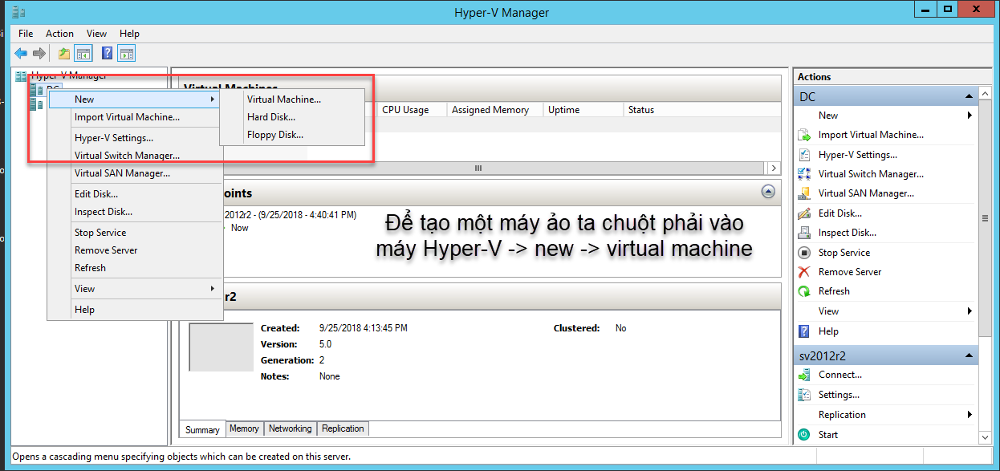 Hyper-V Manager
File Action View Help
Hyper-V Manager
DC
New
Import Virtual Machine...
Hyper-V Settings...
Virtual Switch Manager...
Virtual SAN Manager...
Edit Disk...
Inspect Disk...
Stop Service
Remove Server
Refresh
View
Help
Virtual Machine...
Hard Disk...
Floppy Disk...
Virtual Machines
CPU Usage Assigned Memory Uptime Status
oints
2012r2 - (9/25/2018 - 4:40:41 PM)
Now
Để tạo một máy ảo ta chuột phải vào
máy Hyper-V -> new -> virtual machine
r2
Created: 9/25/2018 4:13:45 PM Clustered: No
Version: 5.0
Generation: 2
Notes: None
Summary Memory Networking Replication
Actions
DC
New
Import Virtual Machine...
Hyper-V Settings...
Virtual Switch Manager...
Virtual SAN Manager...
Edit Disk...
Inspect Disk...
Stop Service
Remove Server
Refresh
View
Help
sv2012r2
Connect...
Settings...
Replication
Start
Opens a cascading menu specifying objects which can be created on this server.